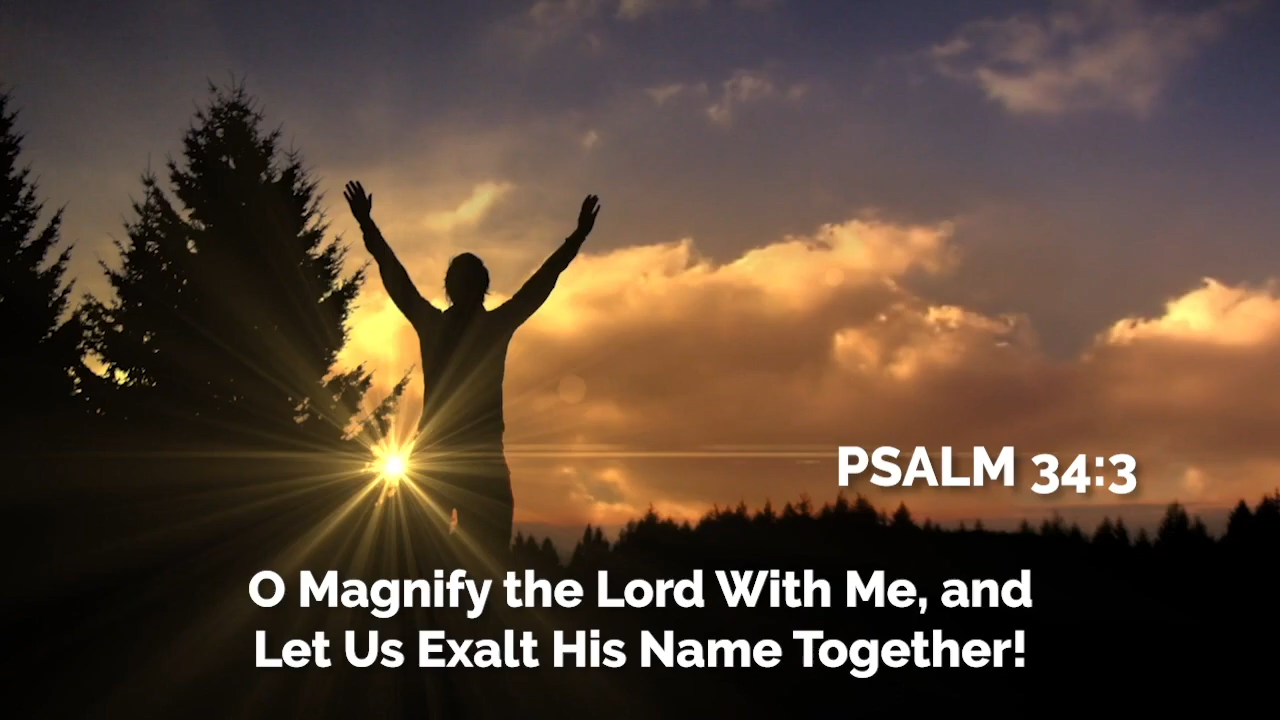 PSALM 34:3
O Magnify the Lord With Me, and
Let Us Exalt His Name Together!